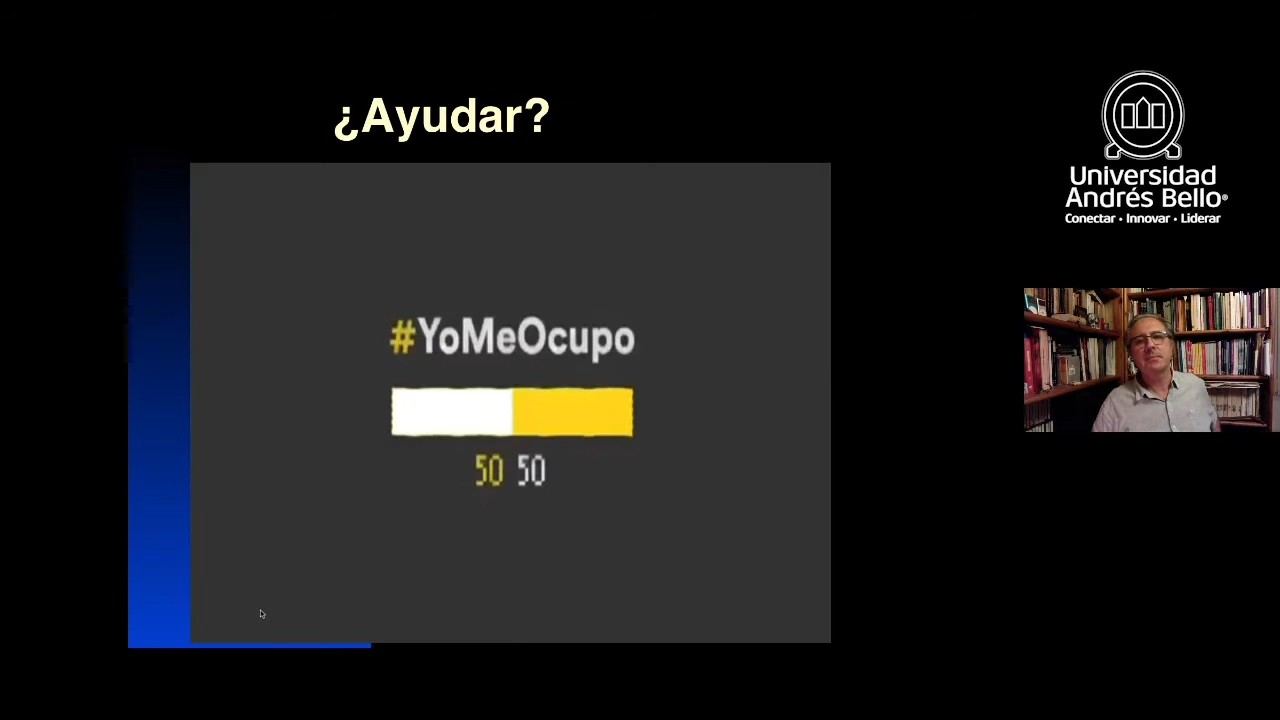 ¿Ayudar?
#YoMeOcupo
50 50
Universidad
Andrés Bello®
Conectar • Innovar • Liderar